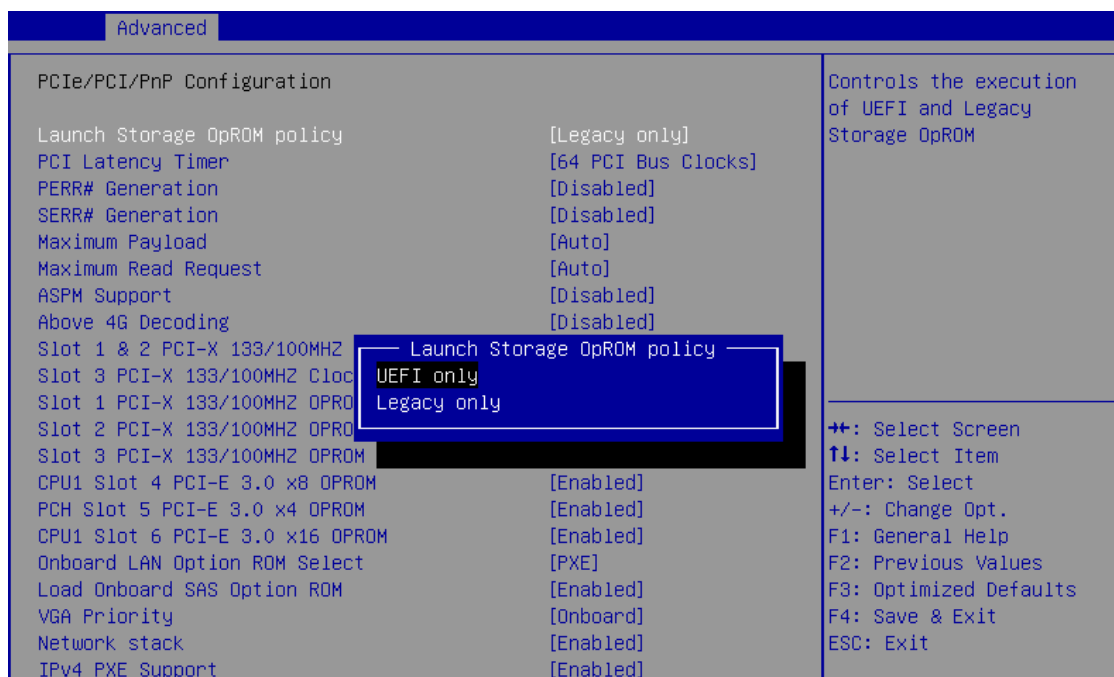 Advanced
PCIe/PCI/PnP Configuration
Launch Storage OpROM policy [Legacy only]
PCI Latency Timer [64 PCI Bus Clocks]
PERR# Generation [Disabled]
SERR# Generation [Disabled]
Maximum Payload [Auto]
Maximum Read Request [Auto]
ASPM Support [Disabled]
Above 4G Decoding [Disabled]
Slot 1 & 2 PCI-X 133/100MHZ
Slot 3 PCI-X 133/100MHZ Cloc
Slot 1 PCI-X 133/100MHZ OPRO
Slot 2 PCI-X 133/100MHZ OPRO
Slot 3 PCI-X 133/100MHZ OPROM
CPU1 Slot 4 PCI-E 3.0 x8 OPROM [Enabled]
PCH Slot 5 PCI-E 3.0 x4 OPROM [Enabled]
CPU1 Slot 6 PCI-E 3.0 x16 OPROM [Enabled]
Onboard LAN Option ROM Select [PXE]
Load Onboard SAS Option ROM [Enabled]
VGA Priority [Onboard]
Network stack [Enabled]
IPv4 PXE Support [Enabled]
Launch Storage OpROM policy
UEFI only
Legacy only
Controls the execution
of UEFI and Legacy
Storage OpROM
→←: Select Screen
↑↓: Select Item
Enter: Select
+/-: Change Opt.
F1: General Help
F2: Previous Values
F3: Optimized Defaults
F4: Save & Exit
ESC: Exit